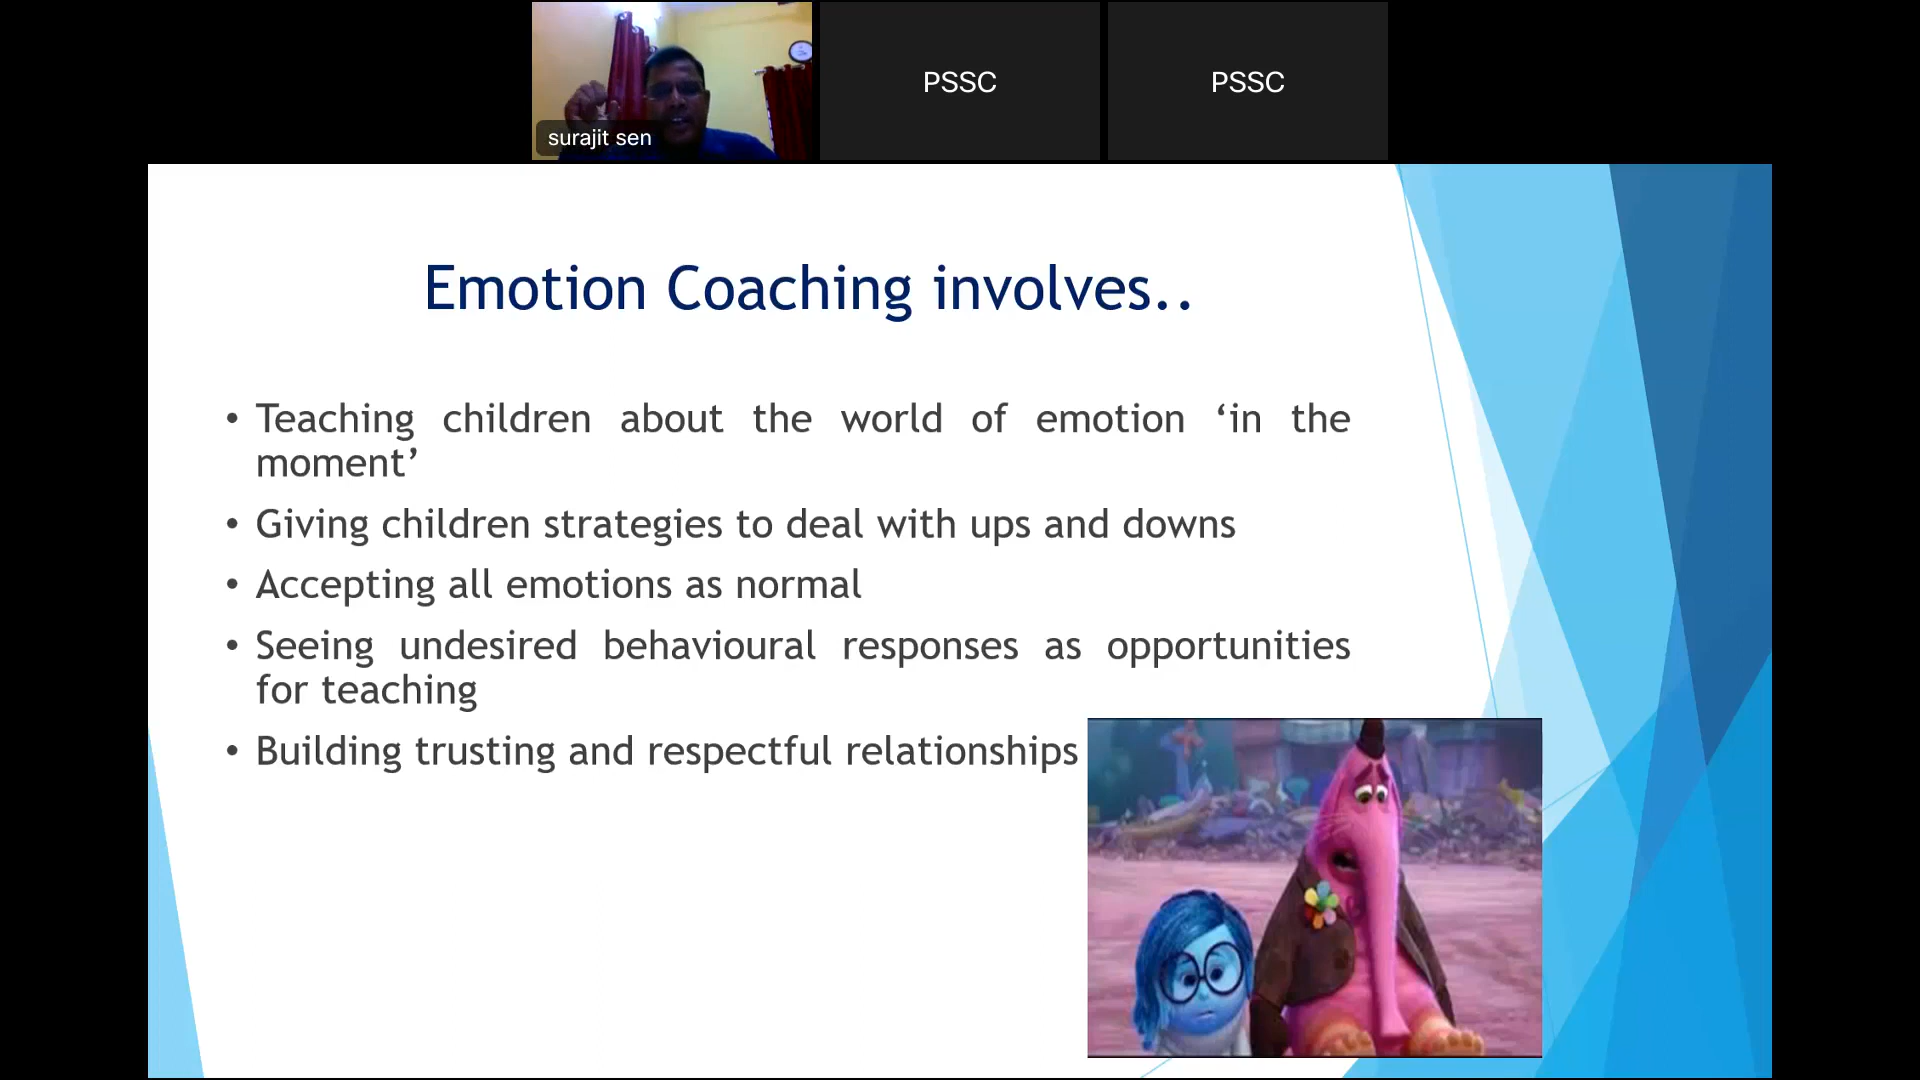 surajit sen
PSSC
PSSC
Emotion Coaching involves..
• Teaching children about the world of emotion ‘in the
moment’
• Giving children strategies to deal with ups and downs
• Accepting all emotions as normal
• Seeing undesired behavioural responses as opportunities
for teaching
• Building trusting and respectful relationships